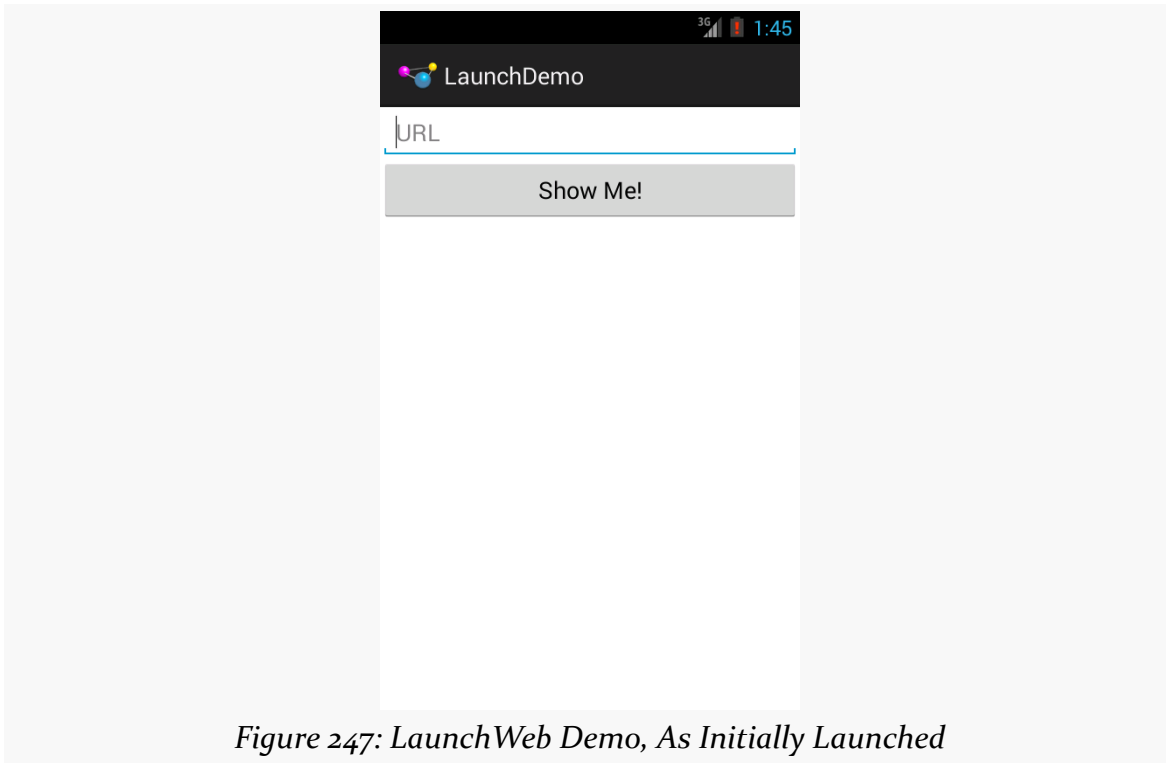 3G 1:45
LaunchDemo
URL
Show Me!
Figure 247: LaunchWeb Demo, As Initially Launched